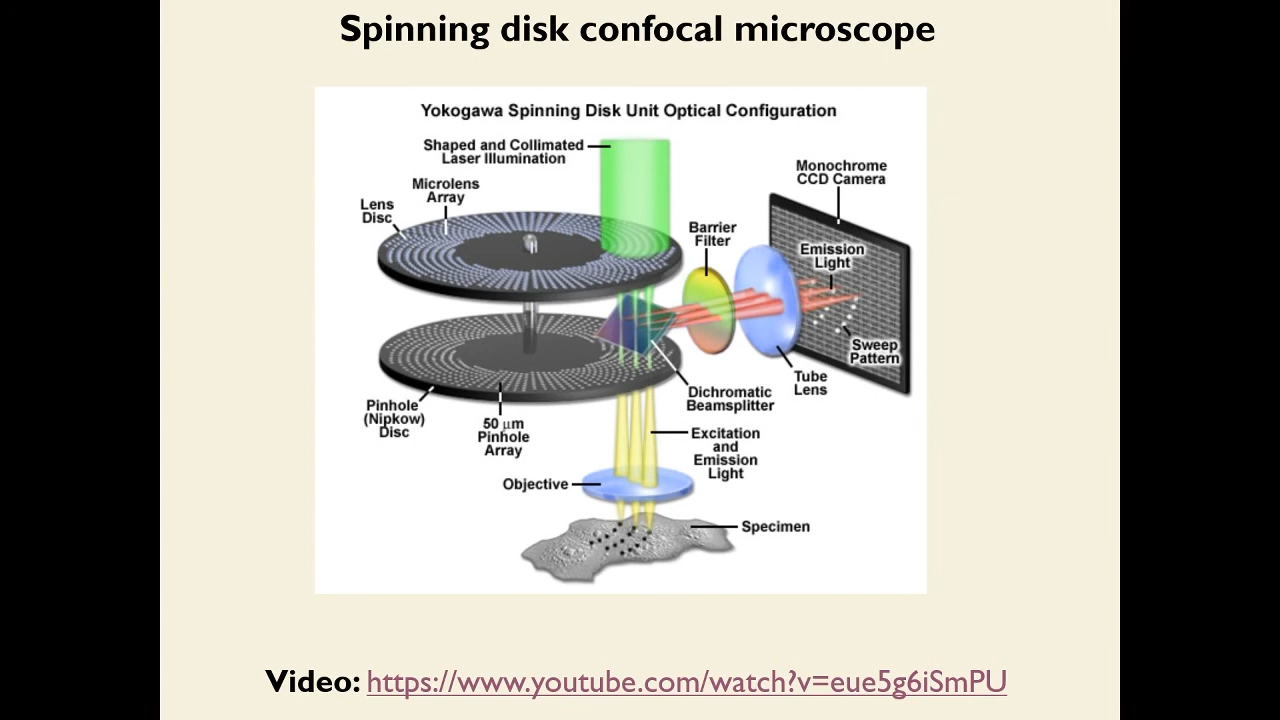 Spinning disk confocal microscope
Yokogawa Spinning Disk Unit Optical Configuration
Shaped and Collimated
Laser Illumination
Microlens
Array
Lens
Disc
Monochrome
CCD Camera
Barrier
Filter
Emission
Light
Sweep
Pattern
Tube
Lens
Dichromatic
Beamsplitter
Pinhole
(Nipkow)
Disc
50 μm
Pinhole
Array
Excitation
and
Emission
Light
Objective
Specimen
Video: https://www.youtube.com/watch?v=eue5g6iSmPU